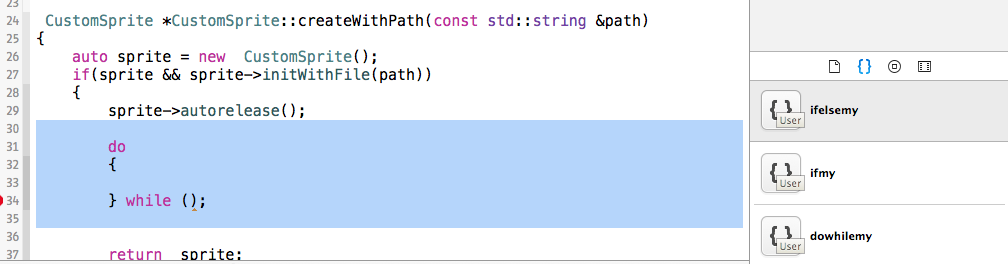 23
24 CustomSprite *CustomSprite::createWithPath(const std::string &path)
25 {
26 auto sprite = new  CustomSprite();
27 if(sprite && sprite->initWithFile(path))
28 {
29 sprite->autorelease();
30
31 do
32 {
33
34 } while ();
35
36
37 return  sprite;
{}
{ }
User
ifelsemy
{ }
User
ifmy
{ }
User
dowhilemy